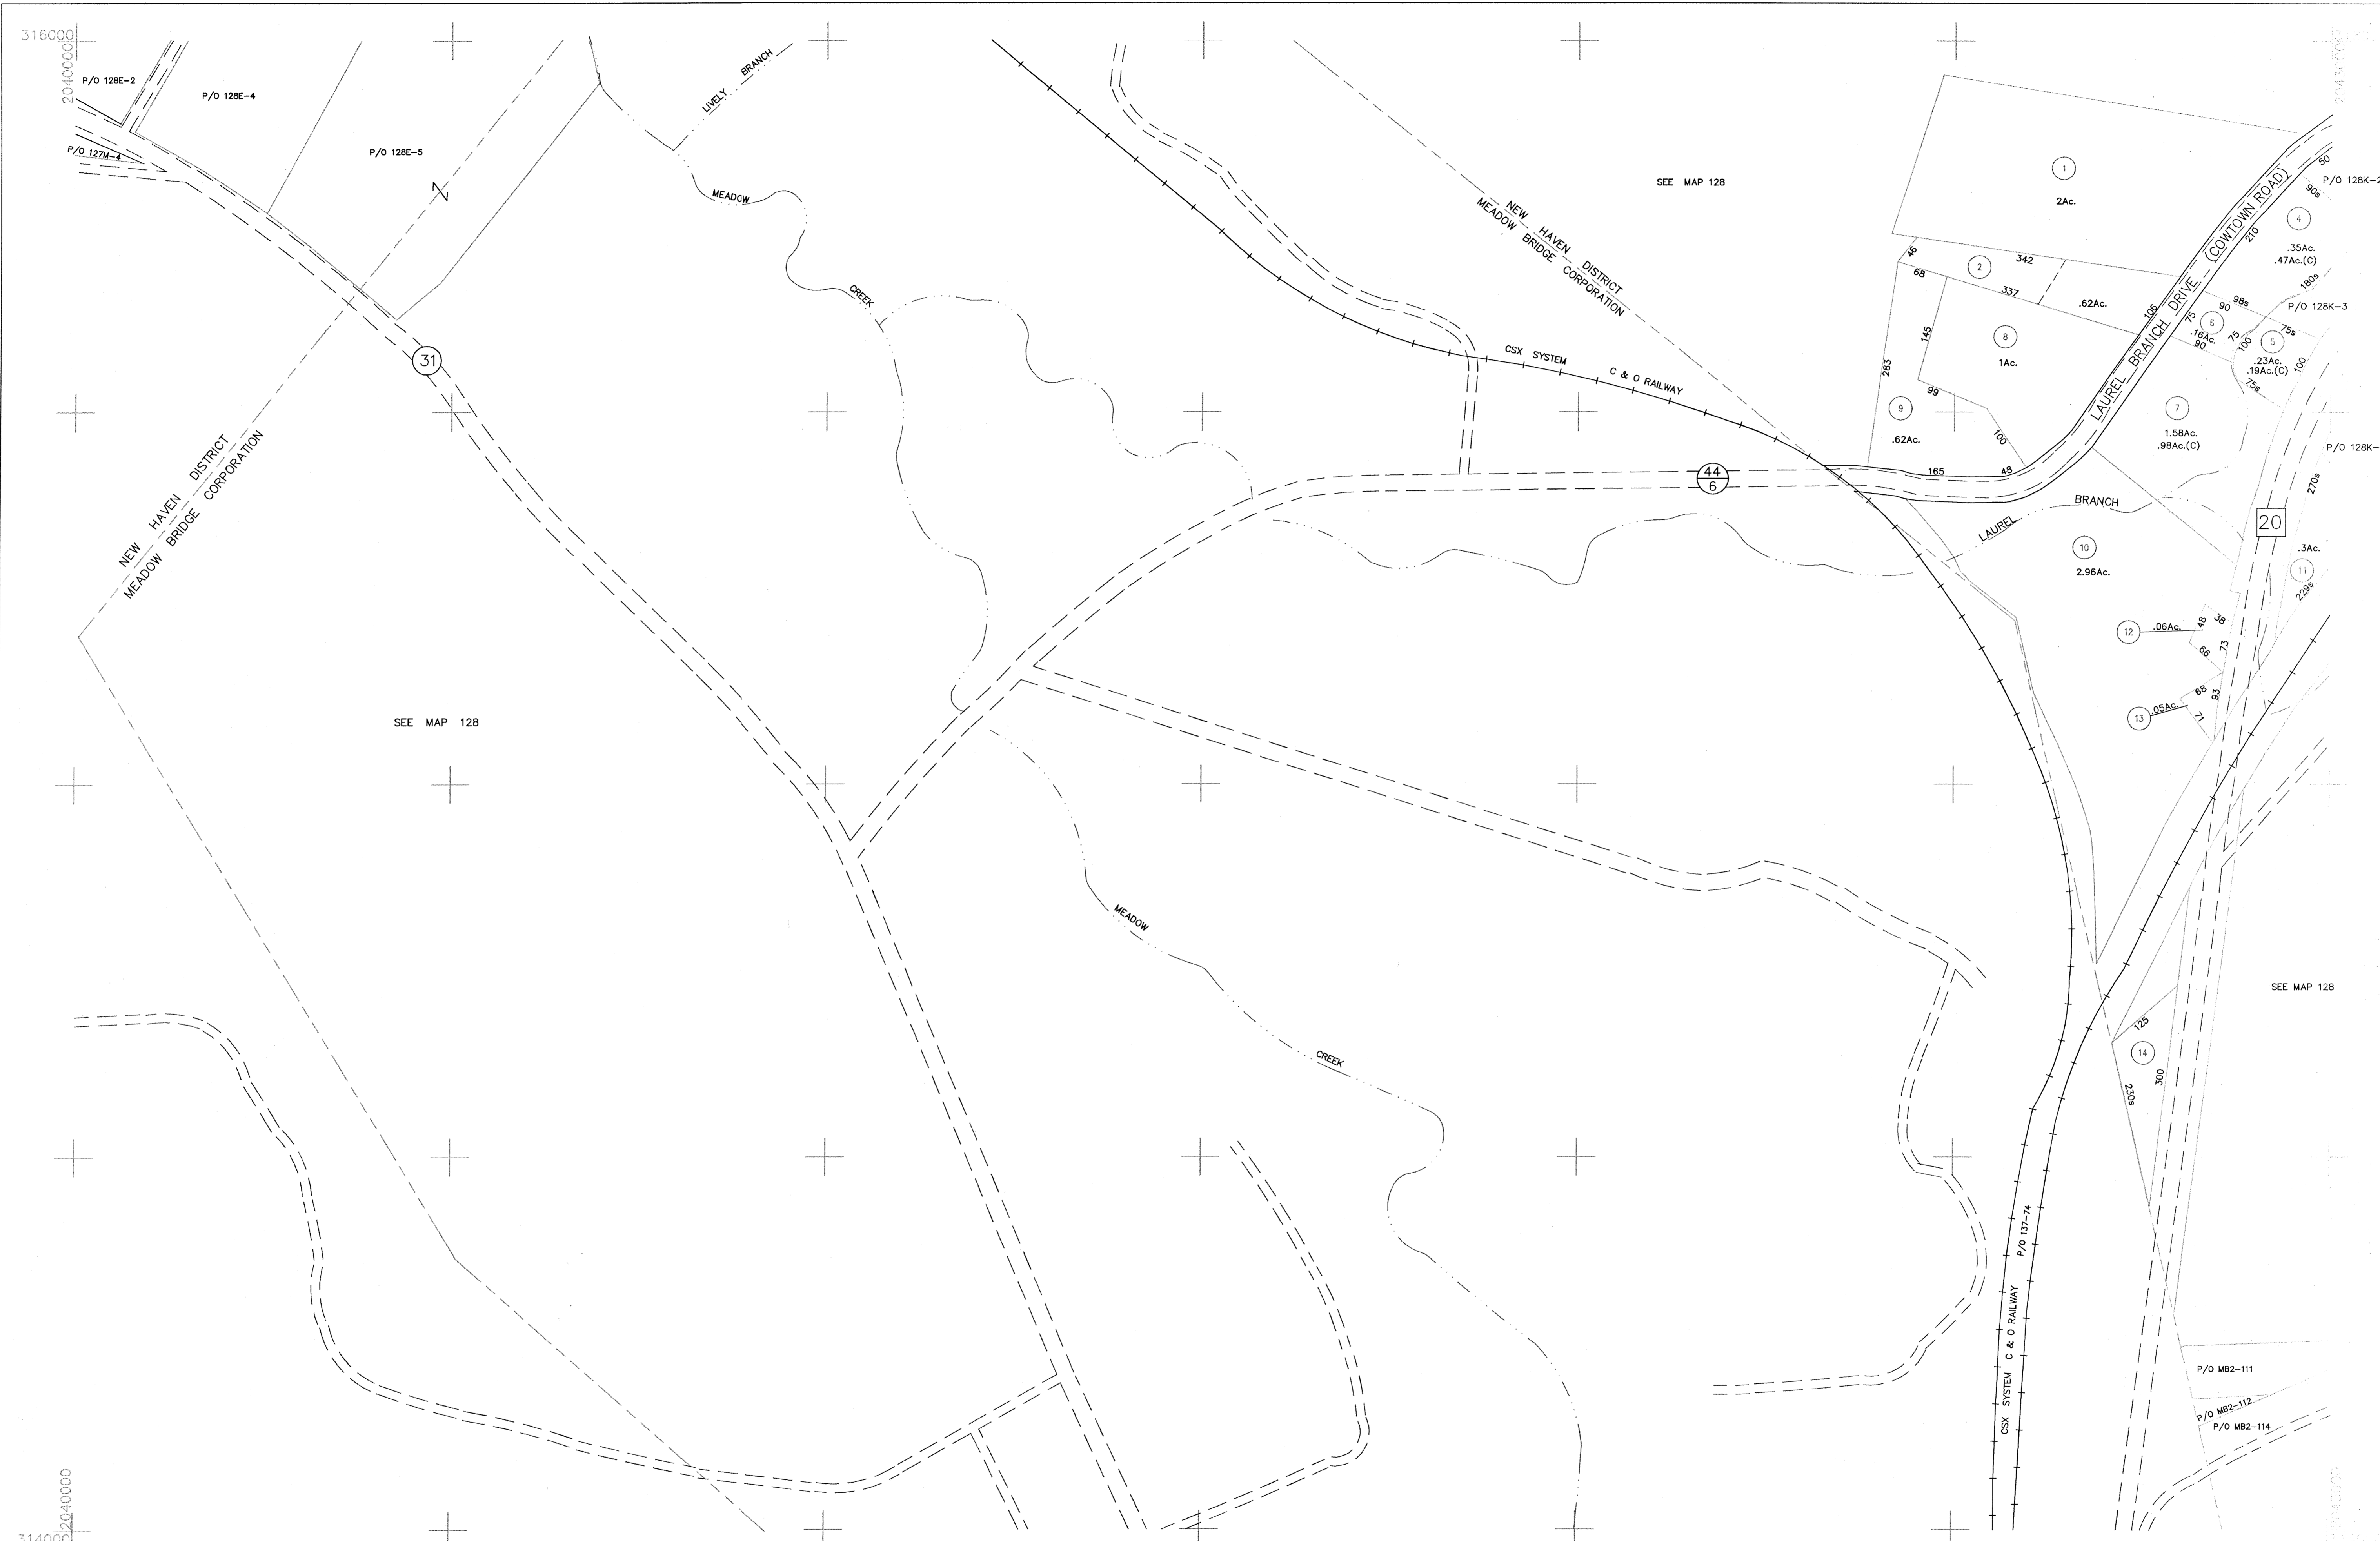 316000
2040000
P/O 128E-2
P/O 128E-4
P/O 127M-4
P/O 128E-5
N
LIVELY BRANCH
MEADOW
CREEK
31
NEW HAVEN DISTRICT
MEADOW BRIDGE CORPORATION
SEE MAP 128
NEW HAVEN DISTRICT
MEADOW BRIDGE CORPORATION
SEE MAP 128
CSX SYSTEM C & O RAILWAY
44
6
1
2Ac.
46
2
342
68
337
.62Ac.
145
8
1Ac.
283
99
9
.62Ac.
100
165
48
106
LAUREL BRANCH DRIVE (COWTOWN ROAD)
50
P/O 128K-2
90s
4
210
.35Ac.
.47Ac.(C)
180s
P/O 128K-3
98s
90
75
6
.16Ac.
90
75s
75
100
5
.23Ac.
.19Ac.(C)
75s
100
7
1.58Ac.
.98Ac.(C)
P/O 128K-
270s
LAUREL BRANCH
20
10
2.96Ac.
.3Ac.
11
229s
12
.06Ac.
48
38
66
73
68
93
13
.05Ac.
71
MEADOW
CREEK
SEE MAP 128
125
14
300
230s
P/O 137-74
CSX SYSTEM C & O RAILWAY
P/O MB2-111
P/O MB2-112
P/O MB2-114
2040000
314000